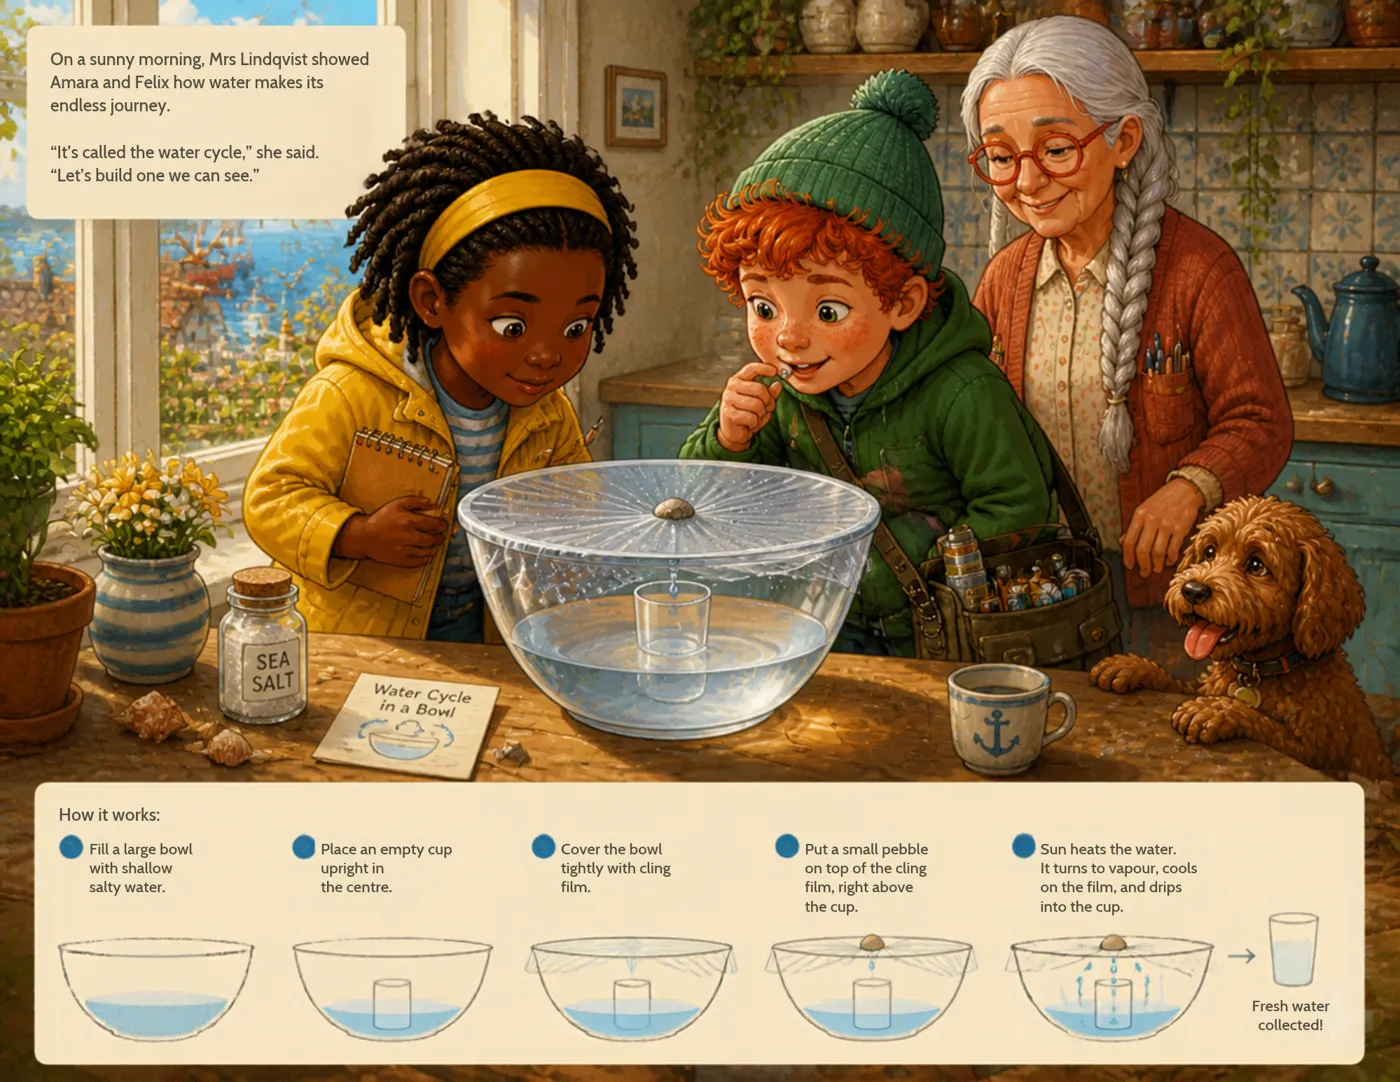 On a sunny morning, Mrs Lindqvist showed
Amara and Felix how water makes its
endless journey.
“It’s called the water cycle,” she said.
“Let’s build one we can see.”
SEA
SALT
Water Cycle
in a Bowl
How it works:
Fill a large bowl
with shallow
salty water.
Place an empty cup
upright in
the centre.
Cover the bowl
tightly with cling
film.
Put a small pebble
on top of the cling
film, right above
the cup.
Sun heats the water.
It turns to vapour, cools
on the film, and drips
into the cup.
Fresh water
collected!